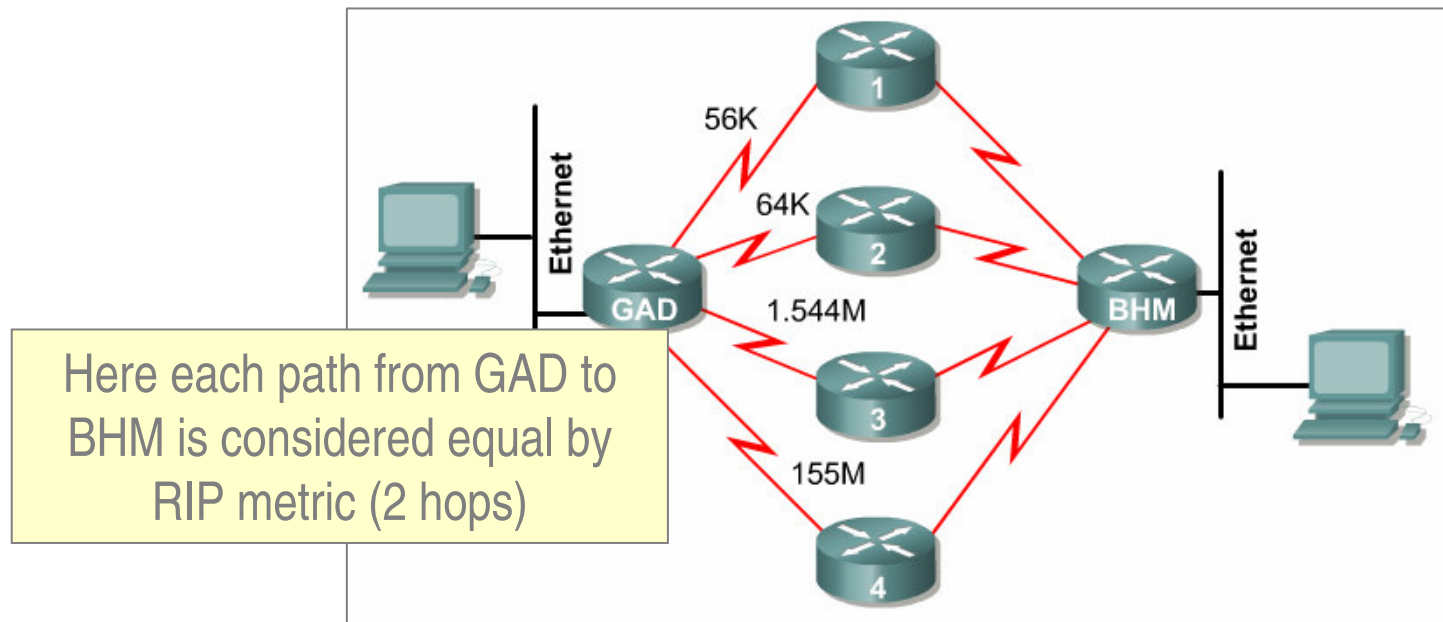 1
56K
Ethernet
64K
2
Ethernet
GAD
1.544M
BHM
Here each path from GAD to
BHM is considered equal by
RIP metric (2 hops)
3
155M
4